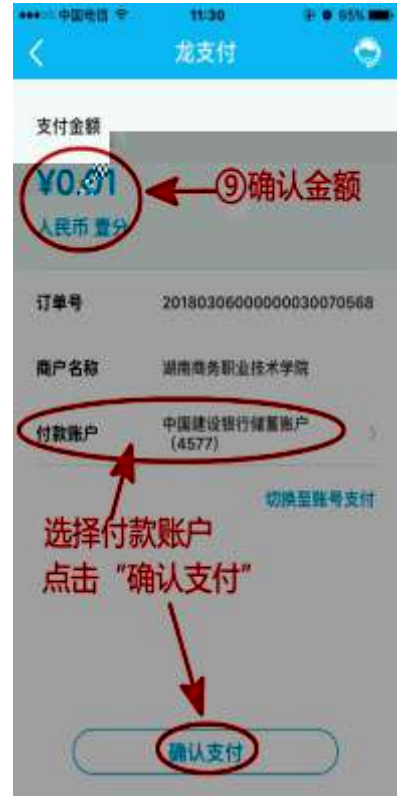 中国电信 11:30 65%
龙支付
支付金额
¥0.01
⑨确认金额
人民币 壹分
订单号 20180306000000030070568
商户名称 湖南商务职业技术学院
付款账户 中国建设银行储蓄账户
(4577)
切换至账号支付
选择付款账户
点击“确认支付”
确认支付